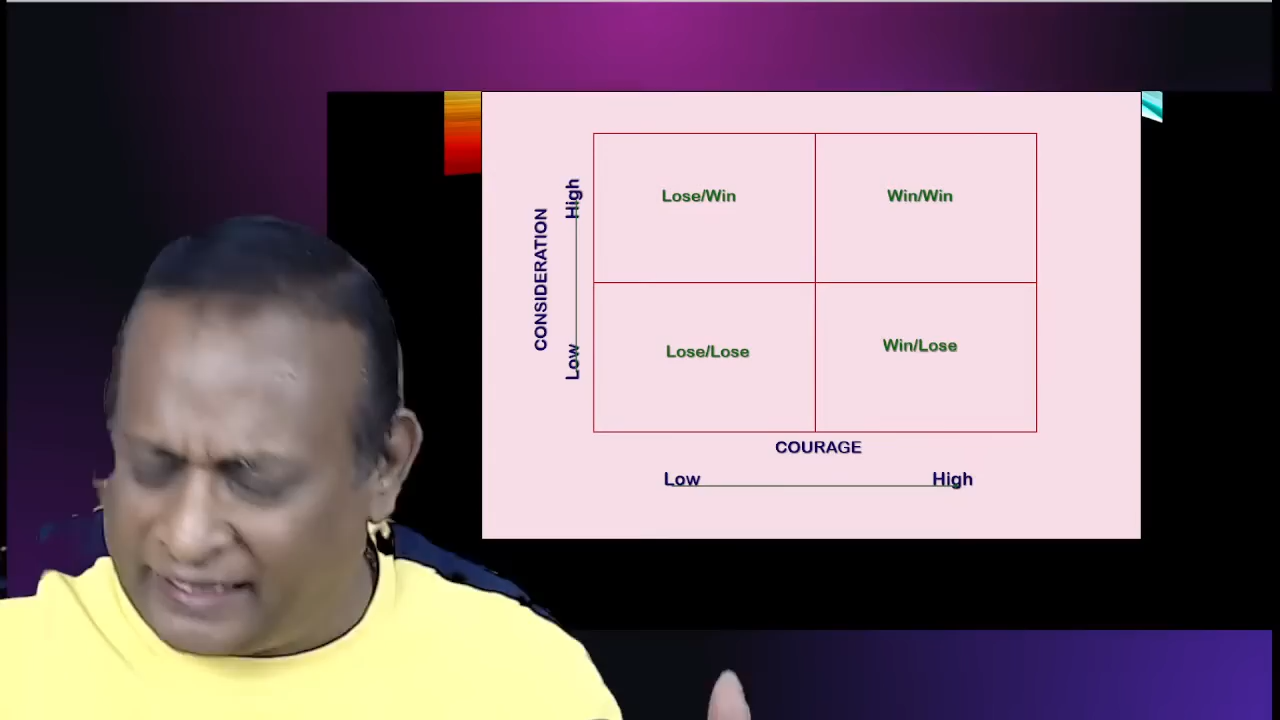 High
Lose/Win
Win/Win
CONSIDERATION
Low
Lose/Lose
Win/Lose
COURAGE
Low
High